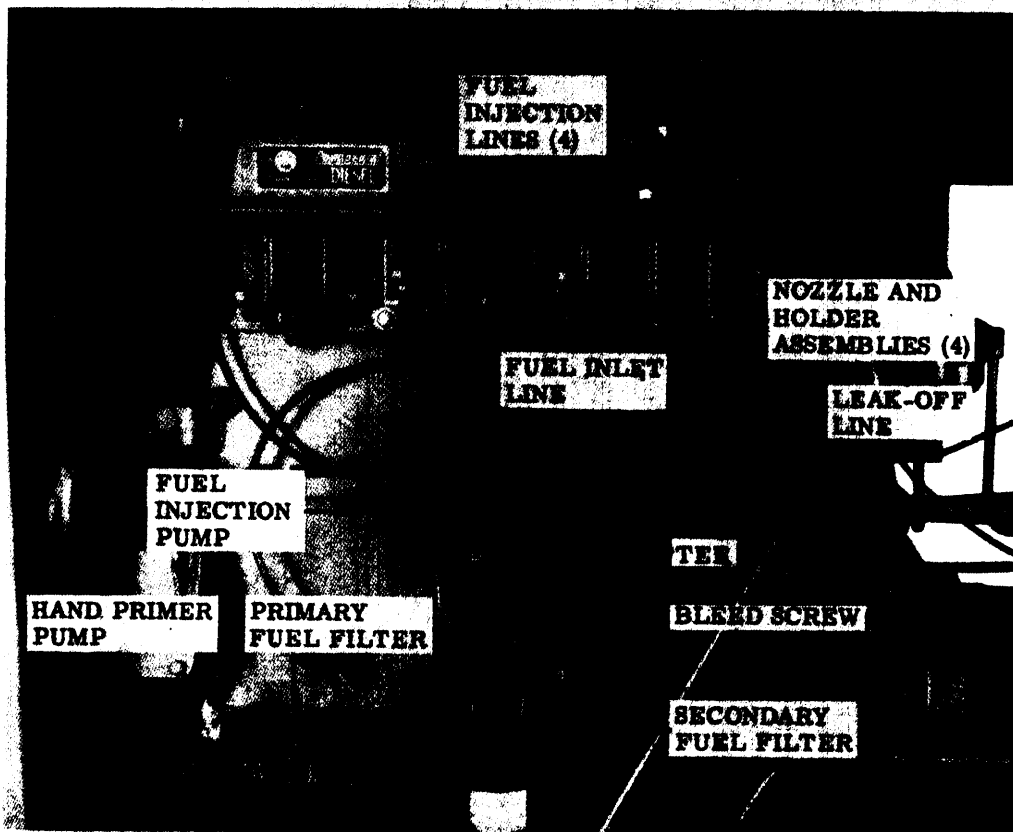 FUEL
INJECTION
LINES (4)
DIESEL
NOZZLE AND
HOLDER
ASSEMBLIES (4)
FUEL INLET
LINE
LEAK-OFF
LINE
FUEL
INJECTION
PUMP
TEE
HAND PRIMER
PUMP
PRIMARY
FUEL FILTER
BLEED SCREW
SECONDARY
FUEL FILTER